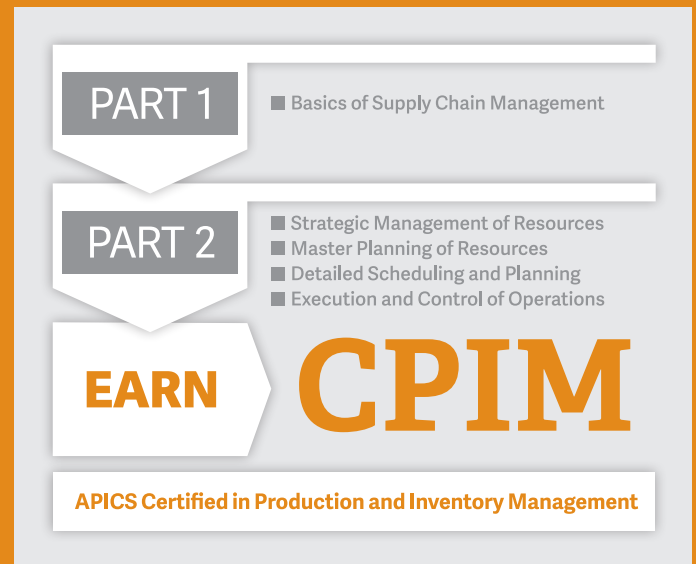 PART 1
Basics of Supply Chain Management
PART 2
Strategic Management of Resources
Master Planning of Resources
Detailed Scheduling and Planning
Execution and Control of Operations
EARN
CPIM
APICS Certified in Production and Inventory Management